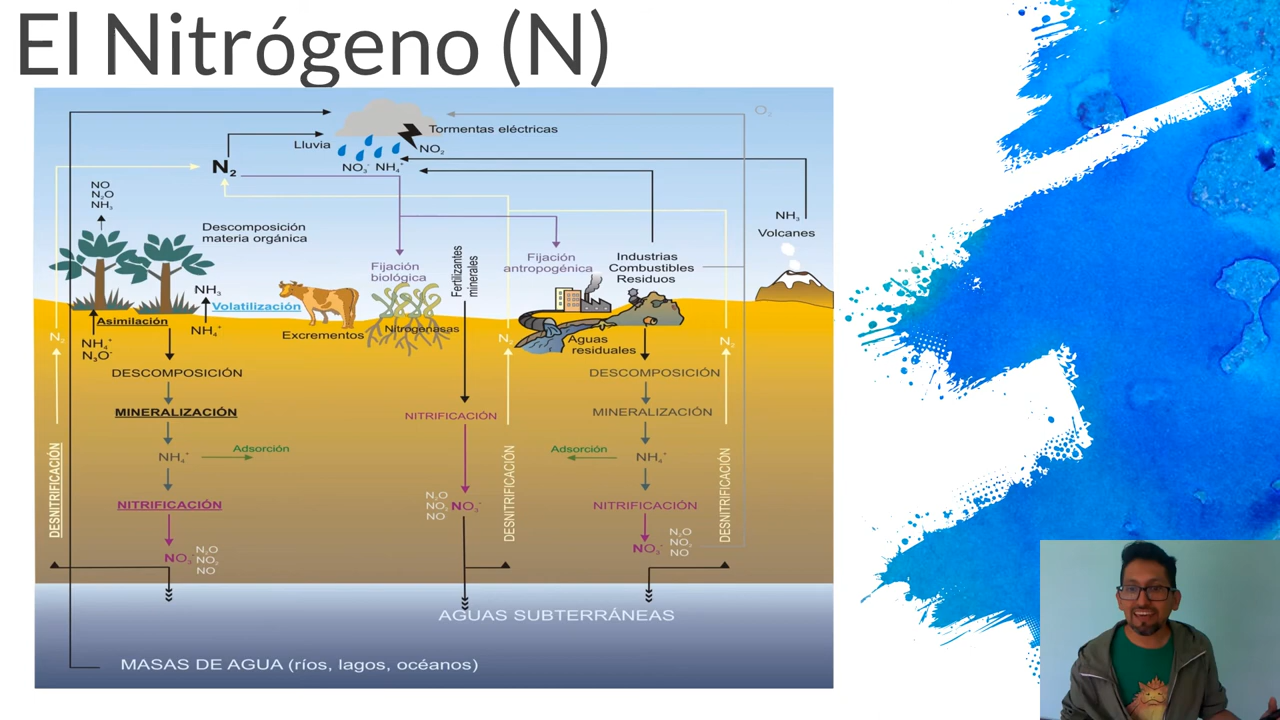 El Nitrógeno (N)
O₂
Tormentas eléctricas
Lluvia
NO₂
N₂
NO₃⁻ NH₄⁺
NO
N₂O
NH₃
NH₃
Volcanes
Descomposición
materia orgánica
Fijación
biológica
Fertilizantes
minerales
Fijación
antropogénica
Industrias
Combustibles
Residuos
NH₃
Volatilización
NH₄⁺
Asimilación
Excrementos
Nitrogenasas
NH₄⁺
N₃O⁻
N₂
N₂
Aguas
residuales
N₂
DESCOMPOSICIÓN
DESCOMPOSICIÓN
MINERALIZACIÓN
NITRIFICACIÓN
MINERALIZACIÓN
NH₄⁺
Adsorción
Adsorción
NH₄⁺
DESNITRIFICACIÓN
DESNITRIFICACIÓN
DESNITRIFICACIÓN
NITRIFICACIÓN
N₂O
NO₂
NO
NO₃⁻
NITRIFICACIÓN
NO₃⁻
N₂O
NO₂
NO
NO₃⁻
N₂O
NO₂
NO
AGUAS SUBTERRÁNEAS
MASAS DE AGUA (ríos, lagos, océanos)